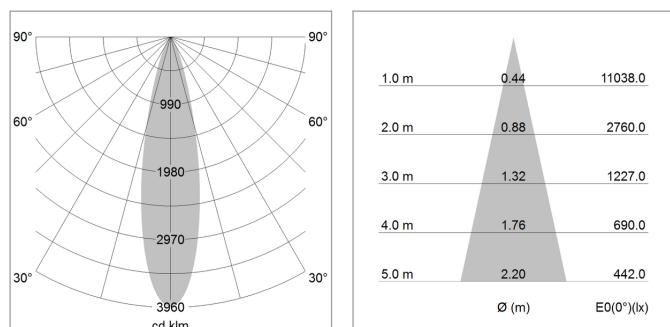 90° 90°
990
60° 60°
1980
2970
30° 30°
3960
cd klm
1.0 m 0.44 11038.0
2.0 m 0.88 2760.0
3.0 m 1.32 1227.0
4.0 m 1.76 690.0
5.0 m 2.20 442.0
Ø (m) E0(0°)(lx)